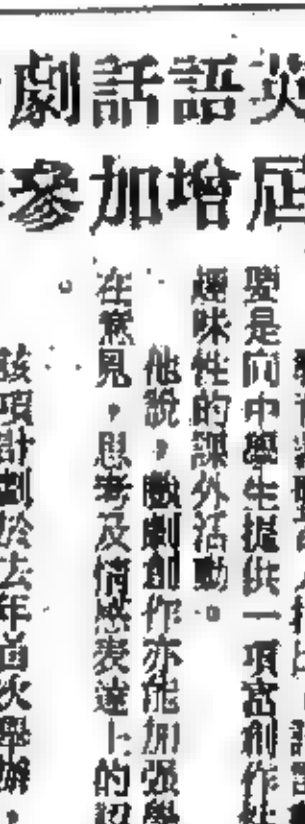 英語話劇
屆增加參
是向中學生提供一項富創作性
趣味性的課外活動。
他說,戲劇創作亦能加强學
在意見,思考及情感表達上的
。
該項計劃於去年首次舉辦,